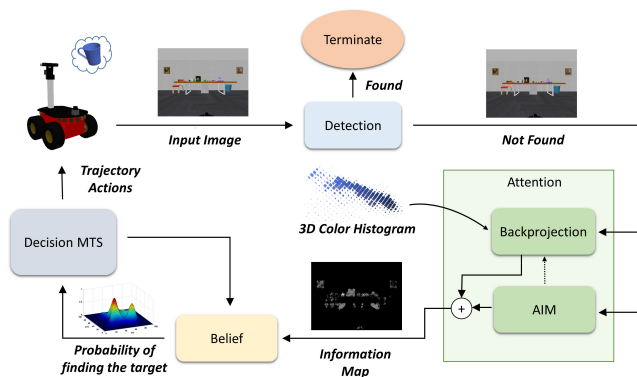 Terminate
Found
Input Image
Detection
Not Found
Trajectory
Actions
Attention
3D Color Histogram
Backprojection
Decision MTS
+
AIM
Belief
Probability of
finding the target
Information
Map